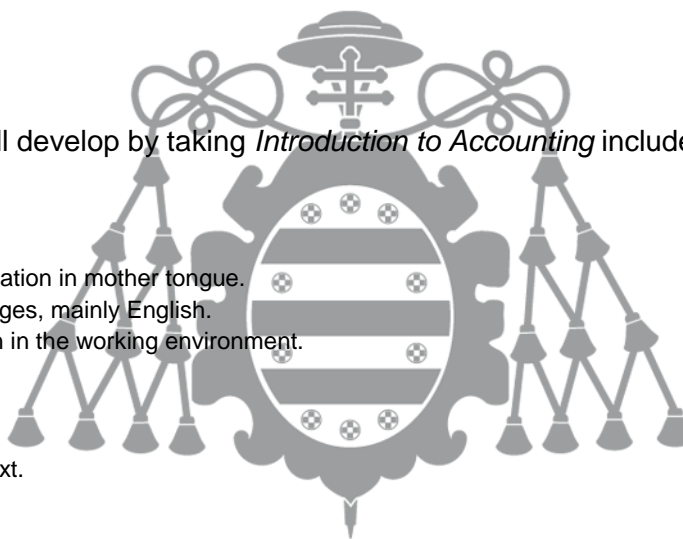 ll develop by taking Introduction to Accounting include
ation in mother tongue.
ges, mainly English.
n in the working environment.
xt.